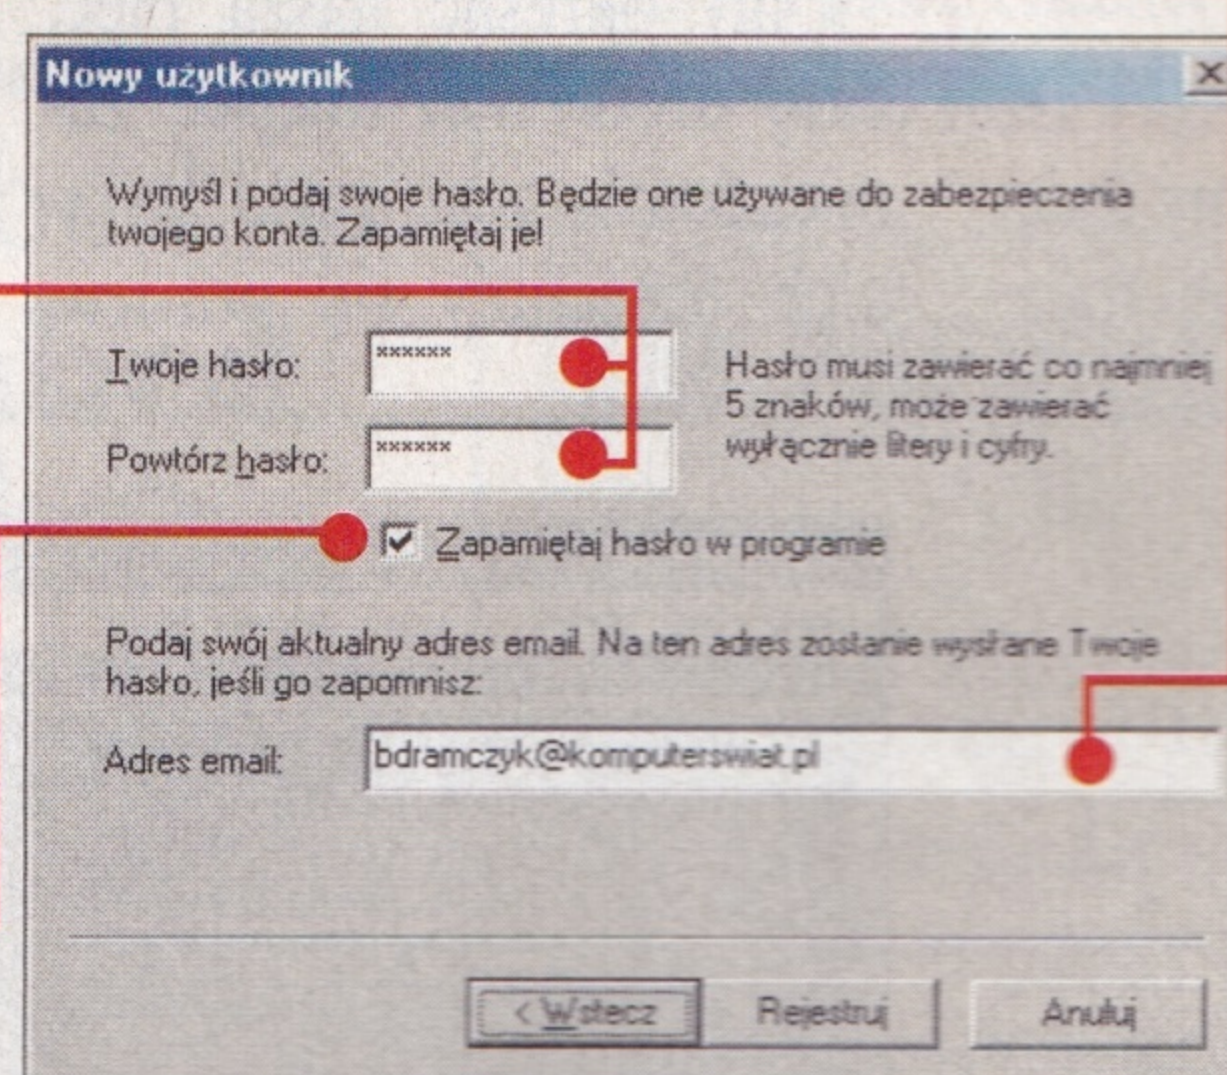 Nowy użytkownik
Wymyśl i podaj swoje hasło. Będzie one używane do zabezpieczenia
twojego konta. Zapamiętaj je!
Twoje hasło: xxxxxx
Hasło musi zawierać co najmniej
5 znaków, może zawierać
wyłącznie litery i cyfry.
Powtórz hasło: xxxxxx
Zapamiętaj hasło w programie
Podaj swój aktualny adres email. Na ten adres zostanie wysłane Twoje
hasło, jeśli go zapomnisz:
Adres email: bdramczyk@komputerswiat.pl
< Wstecz Rejestruj Anuluj